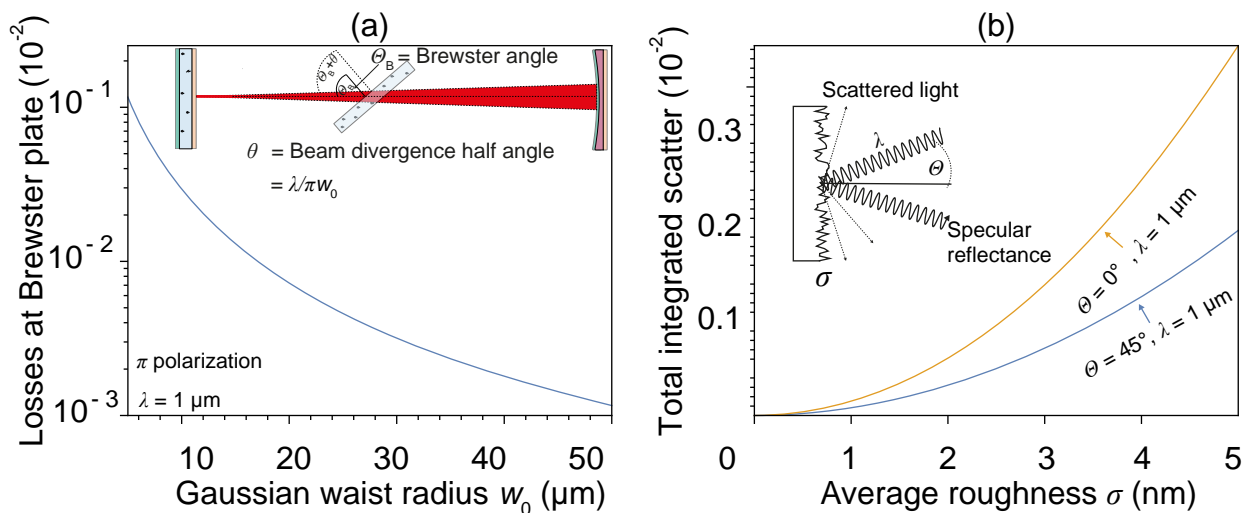 (a)
Losses at Brewster plate (10⁻²)
10⁻¹
10⁻²
10⁻³
Θ_B + θ
Θ_B
Θ_B = Brewster angle
θ = Beam divergence half angle
= λ/πw₀
π polarization
λ = 1 µm
10 20 30 40 50
Gaussian waist radius w₀ (µm)
(b)
Total integrated scatter (10⁻²)
0.3
0.2
0.1
Scattered light
λ
Θ
Specular
reflectance
σ
Θ = 0°, λ = 1 µm
Θ = 45°, λ = 1 µm
0 1 2 3 4 5
Average roughness σ (nm)